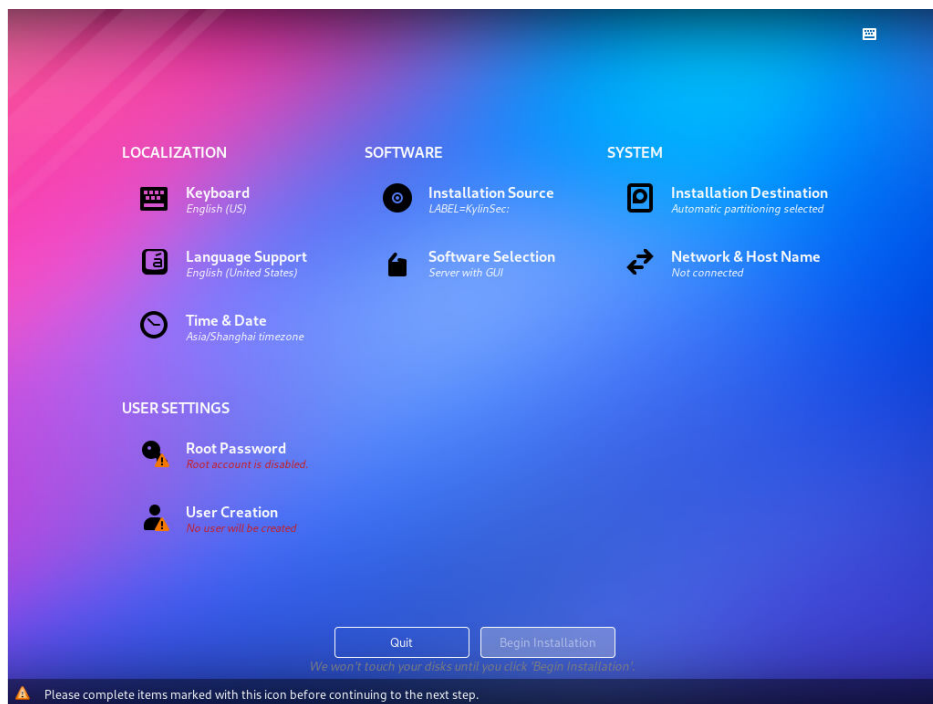 LOCALIZATION
Keyboard
English (US)
Language Support
English (United States)
Time & Date
Asia/Shanghai timezone
SOFTWARE
Installation Source
LABEL=KylinSec:
Software Selection
Server with GUI
SYSTEM
Installation Destination
Automatic partitioning selected
Network & Host Name
Not connected
USER SETTINGS
Root Password
Root account is disabled.
User Creation
No user will be created
Quit
Begin Installation
We won't touch your disks until you click 'Begin Installation'.
Please complete items marked with this icon before continuing to the next step.